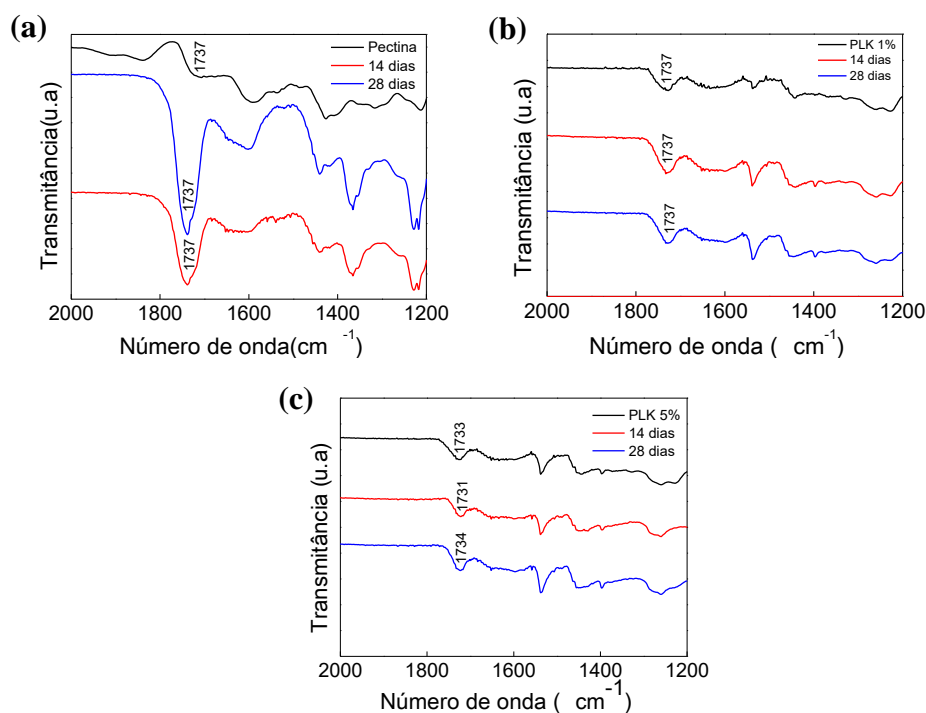 (a)
1737
Pectina
14 dias
28 dias
1737
1737
Transmitância(u.a)
2000 1800 1600 1400 1200
Número de onda(cm -1)
(b)
PLK 1%
14 dias
28 dias
1737
1737
1737
Transmitância (u.a)
2000 1800 1600 1400 1200
Número de onda ( cm-1)
(c)
PLK 5%
14 dias
28 dias
1733
1731
1734
Transmitância (u.a)
2000 1800 1600 1400 1200
Número de onda ( cm-1)